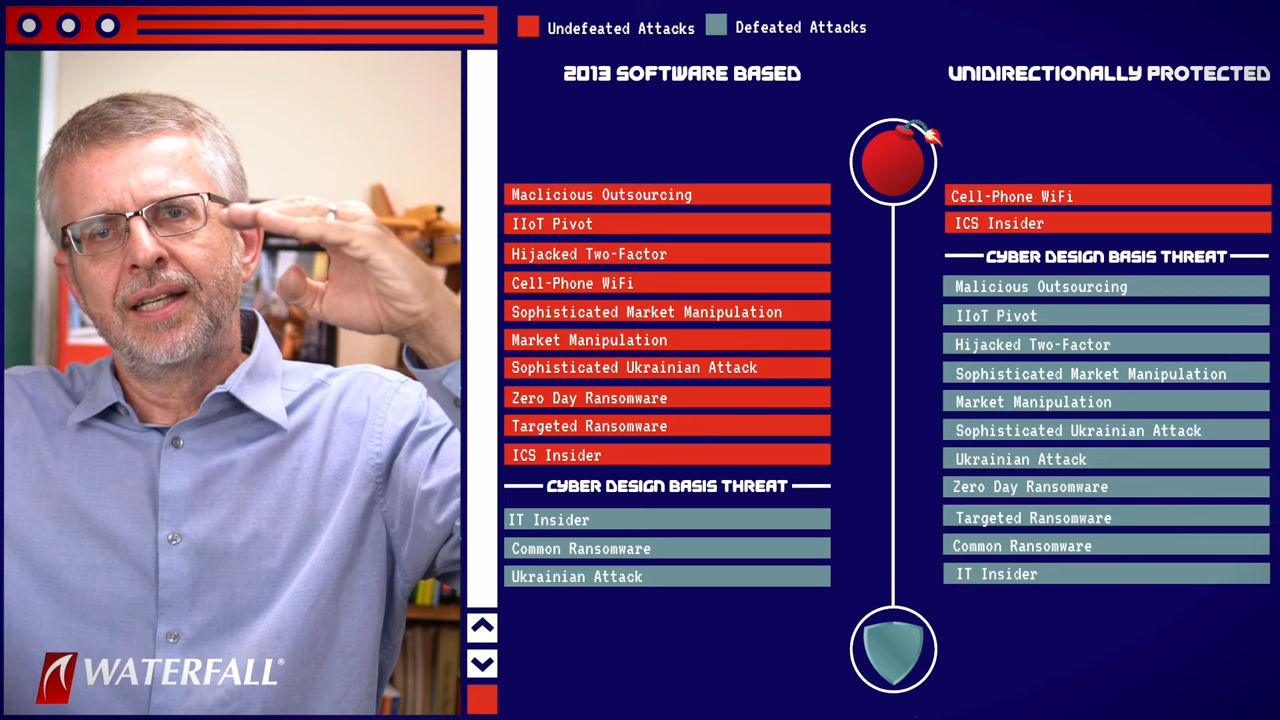 Undefeated Attacks
Defeated Attacks
2013 SOFTWARE BASED
Maclicious Outsourcing
IIoT Pivot
Hijacked Two-Factor
Cell-Phone WiFi
Sophisticated Market Manipulation
Market Manipulation
Sophisticated Ukrainian Attack
Zero Day Ransomware
Targeted Ransomware
ICS Insider
CYBER DESIGN BASIS THREAT
IT Insider
Common Ransomware
Ukrainian Attack
UNIDIRECTIONALLY PROTECTED
Cell-Phone WiFi
ICS Insider
CYBER DESIGN BASIS THREAT
Malicious Outsourcing
IIoT Pivot
Hijacked Two-Factor
Sophisticated Market Manipulation
Market Manipulation
Sophisticated Ukrainian Attack
Ukrainian Attack
Zero Day Ransomware
Targeted Ransomware
Common Ransomware
IT Insider
WATERFALL®